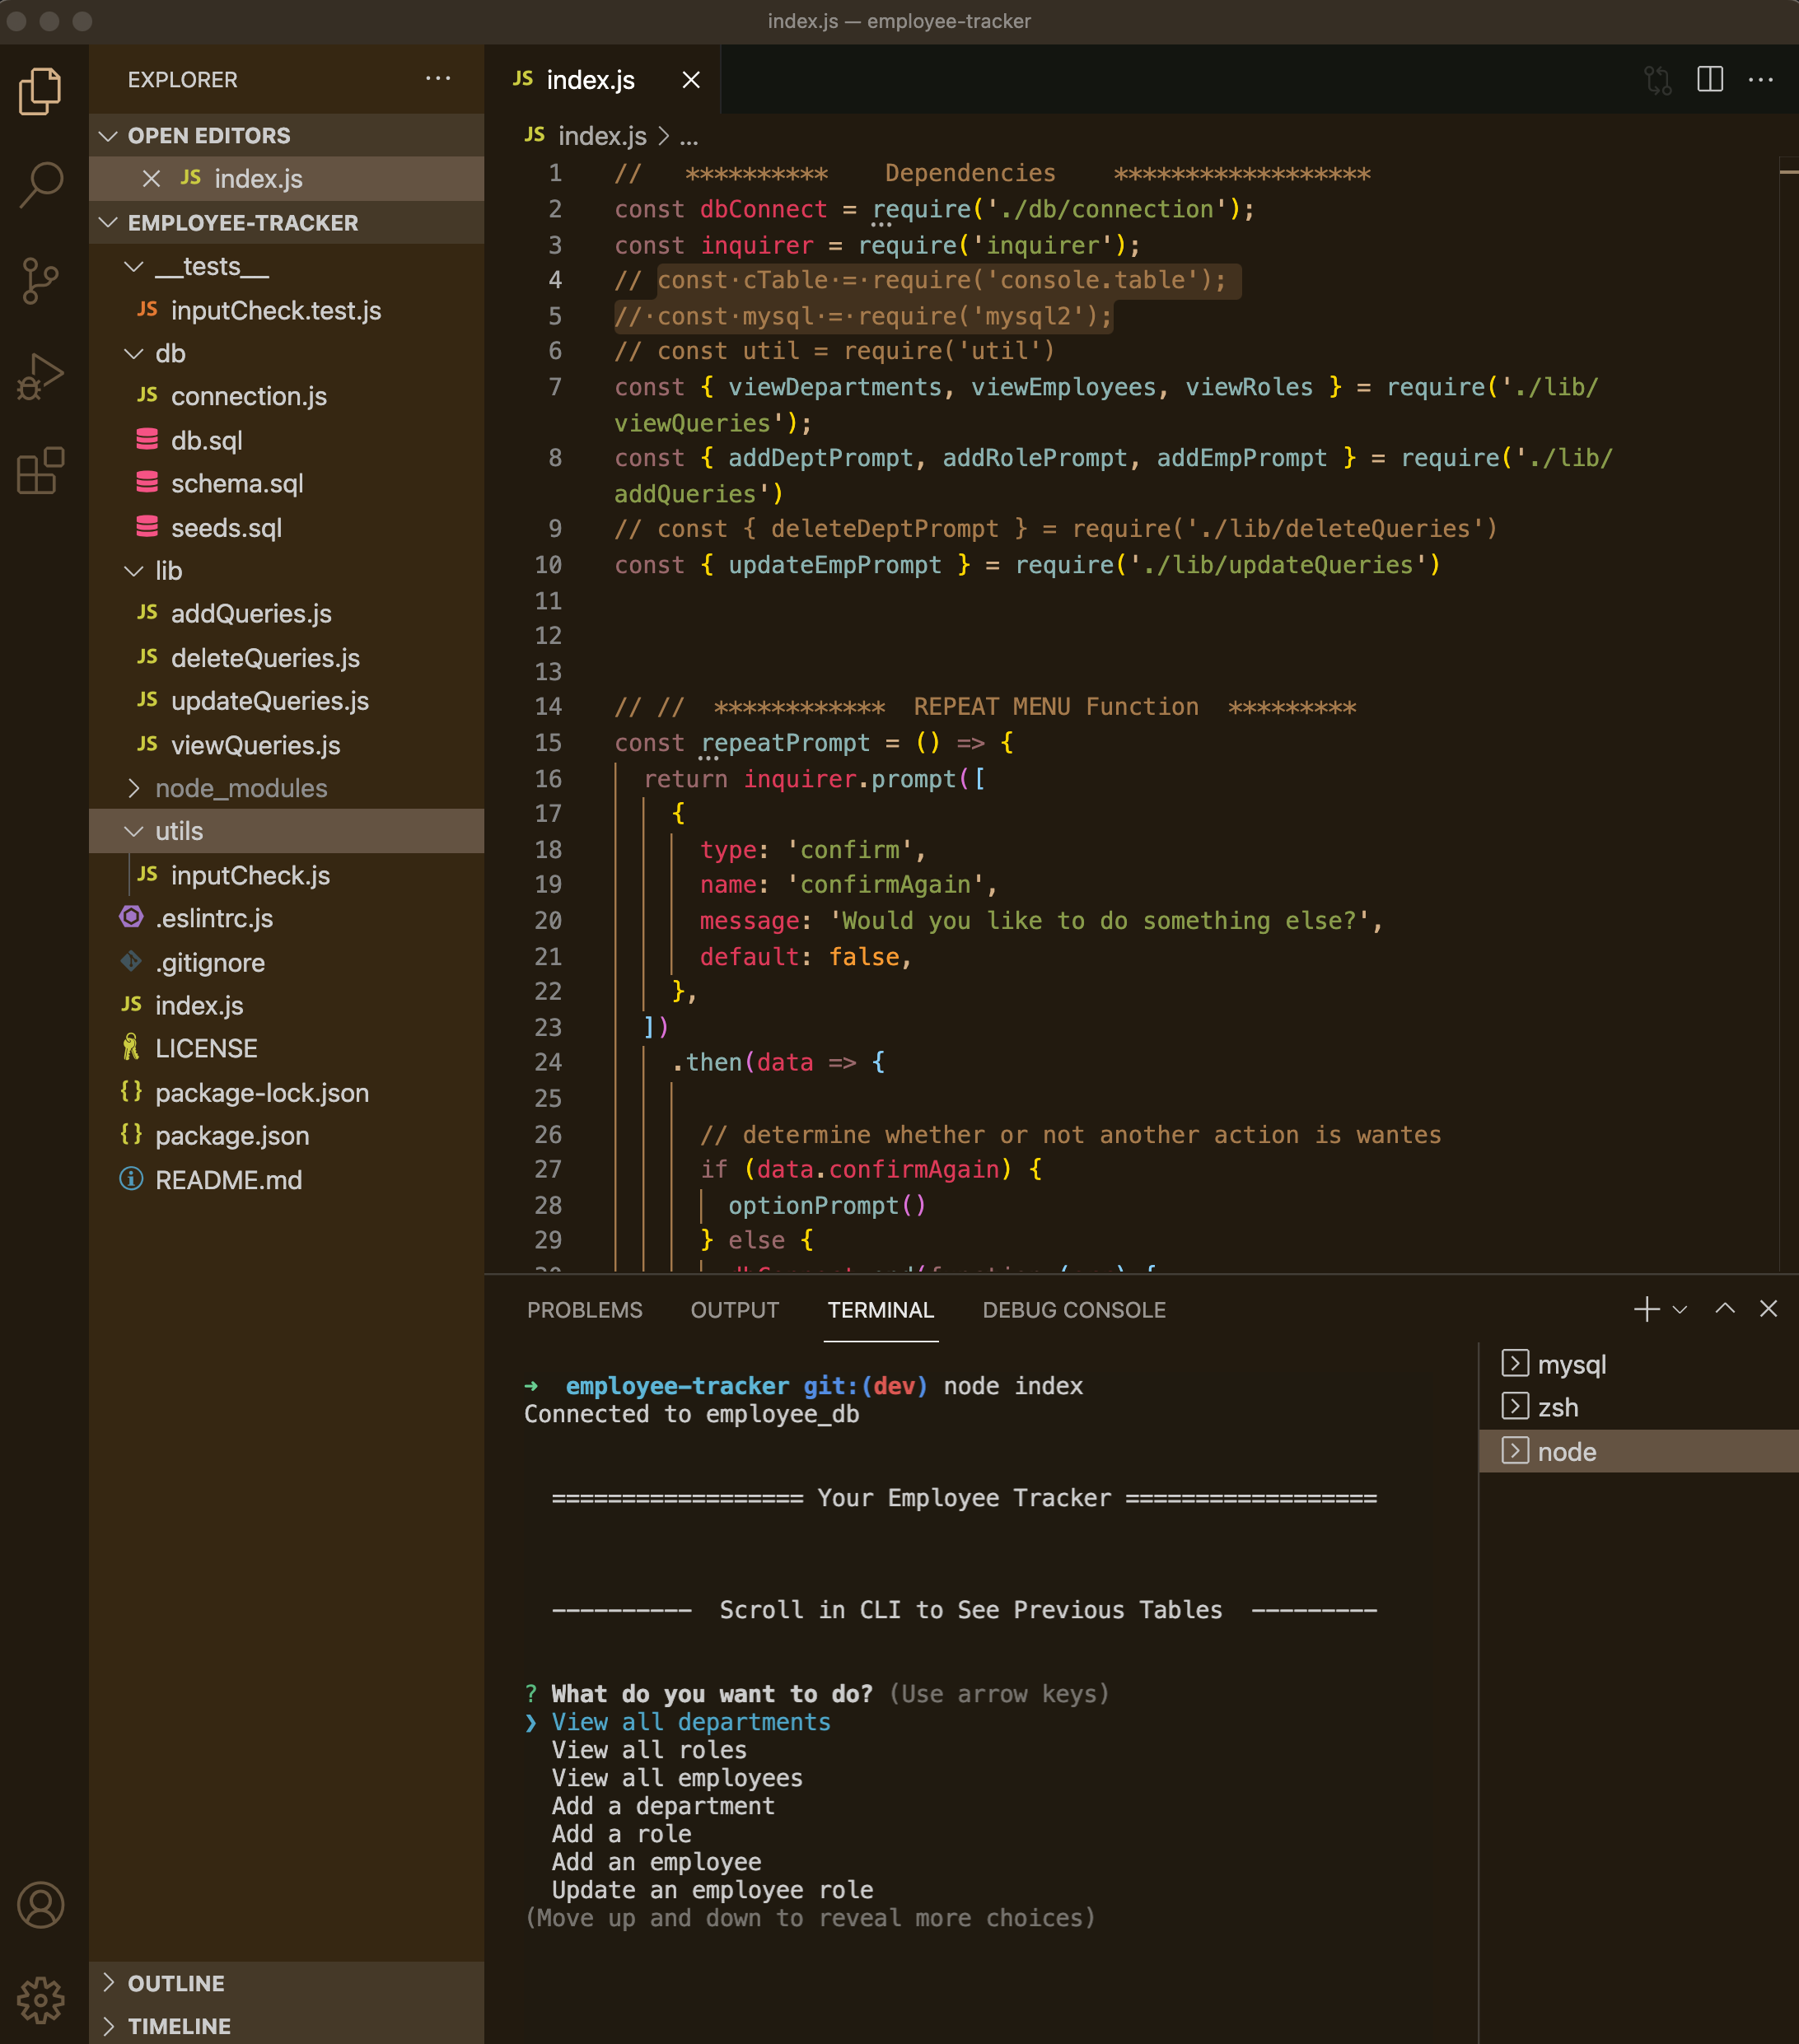 index.js — employee-tracker
EXPLORER
OPEN EDITORS
JS index.js
EMPLOYEE-TRACKER
__tests__
JS inputCheck.test.js
db
JS connection.js
db.sql
schema.sql
seeds.sql
lib
JS addQueries.js
JS deleteQueries.js
JS updateQueries.js
JS viewQueries.js
node_modules
utils
JS inputCheck.js
.eslintrc.js
.gitignore
JS index.js
LICENSE
{} package-lock.json
{} package.json
README.md
OUTLINE
TIMELINE
JS index.js
JS index.js > ...
1 // ********** Dependencies ******************
2 const dbConnect = require('./db/connection');
3 const inquirer = require('inquirer');
4 // const·cTable·=·require('console.table');
5 //·const·mysql·=·require('mysql2');
6 // const util = require('util')
7 const { viewDepartments, viewEmployees, viewRoles } = require('./lib/
viewQueries');
8 const { addDeptPrompt, addRolePrompt, addEmpPrompt } = require('./lib/
addQueries')
9 // const { deleteDeptPrompt } = require('./lib/deleteQueries')
10 const { updateEmpPrompt } = require('./lib/updateQueries')
11
12
13
14 // // ************ REPEAT MENU Function *********
15 const repeatPrompt = () => {
16 return inquirer.prompt([
17 {
18 type: 'confirm',
19 name: 'confirmAgain',
20 message: 'Would you like to do something else?',
21 default: false,
22 },
23 ])
24 .then(data => {
25
26 // determine whether or not another action is wantes
27 if (data.confirmAgain) {
28 optionPrompt()
29 } else {
PROBLEMS OUTPUT TERMINAL DEBUG CONSOLE
➜ employee-tracker git:(dev) node index
Connected to employee_db
================== Your Employee Tracker ==================
---------- Scroll in CLI to See Previous Tables ---------
? What do you want to do? (Use arrow keys)
❯ View all departments
View all roles
View all employees
Add a department
Add a role
Add an employee
Update an employee role
(Move up and down to reveal more choices)
mysql
zsh
node